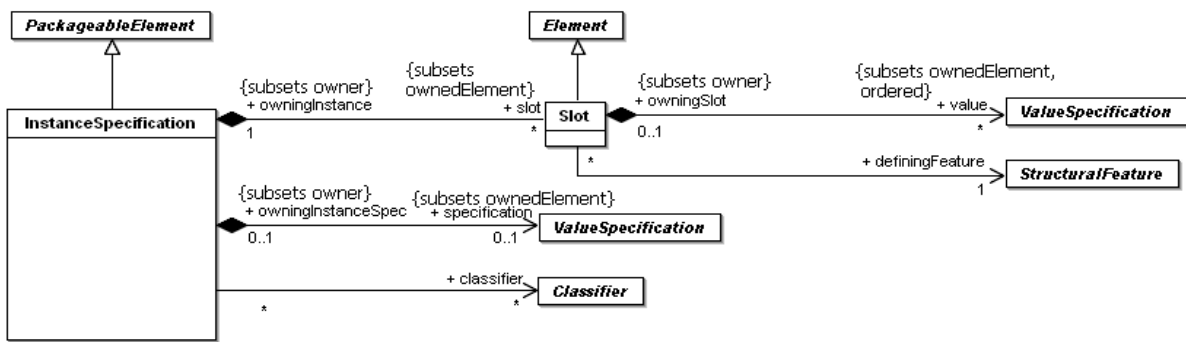 PackageableElement
Element
{subsets owner}
+ owningInstance
1
{subsets
ownedElement}
+ slot
*
InstanceSpecification
Slot
{subsets owner}
+ owningSlot
0..1
{subsets ownedElement,
ordered}
+ value
*
ValueSpecification
*
+ definingFeature
1
StructuralFeature
{subsets owner}
+ owningInstanceSpec
0..1
{subsets ownedElement}
+ specification
0..1
ValueSpecification
*
+ classifier
*
Classifier